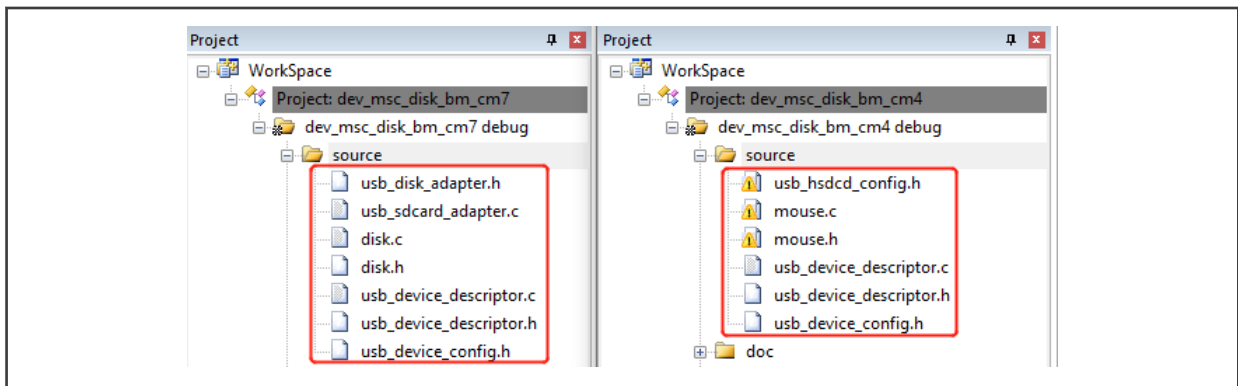 Project
WorkSpace
Project: dev_msc_disk_bm_cm7
dev_msc_disk_bm_cm7 debug
source
usb_disk_adapter.h
usb_sdcard_adapter.c
disk.c
disk.h
usb_device_descriptor.c
usb_device_descriptor.h
usb_device_config.h
Project
WorkSpace
Project: dev_msc_disk_bm_cm4
dev_msc_disk_bm_cm4 debug
source
usb_hsdcd_config.h
mouse.c
mouse.h
usb_device_descriptor.c
usb_device_descriptor.h
usb_device_config.h
doc